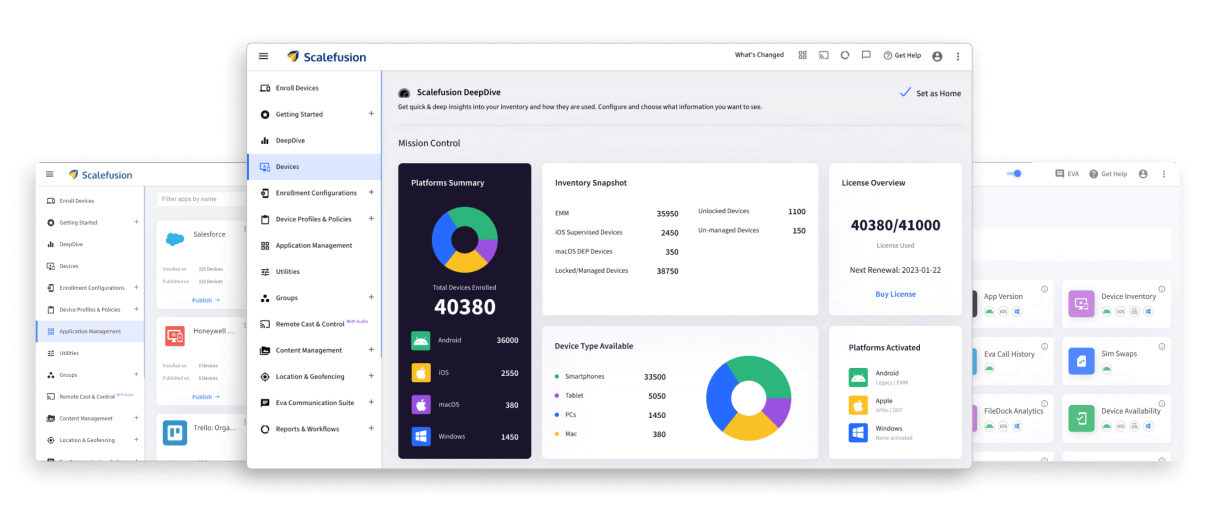 Scalefusion
Enroll Devices
Getting Started +
DeepDive
Devices
Enrollment Configurations +
Device Profiles & Policies +
Application Management
Utilities
Groups +
Remote Cast & Control With Audio
Content Management +
Location & Geofencing +
Filter apps by name
Salesforce
Installed on 125 Devices
Published on 125 Devices
Publish →
Honeywell ...
Installed on 0 Devices
Published on 0 Devices
Publish →
Trello: Orga...
Scalefusion
What's Changed
Get Help
Enroll Devices
Getting Started +
DeepDive
Devices
Enrollment Configurations +
Device Profiles & Policies +
Application Management
Utilities
Groups +
Remote Cast & Control With Audio
Content Management +
Location & Geofencing +
Eva Communication Suite +
Reports & Workflows +
Scalefusion DeepDive
Set as Home
Get quick & deep insights into your inventory and how they are used. Configure and choose what information you want to see.
Mission Control
Platforms Summary
Total Devices Enrolled
40380
Android 36000
iOS 2550
macOS 380
Windows 1450
Inventory Snapshot
EMM 35950
iOS Supervised Devices 2450
macOS DEP Devices 350
Locked/Managed Devices 38750
Unlocked Devices 1100
Un-managed Devices 150
License Overview
40380/41000
License Used
Next Renewal: 2023-01-22
Buy License
Device Type Available
Smartphones 33500
Tablet 5050
PCs 1450
Mac 380
Platforms Activated
Android
Legacy | EMM
Apple
APNs | DEP
Windows
None activated
EVA
Get Help
App Version
iOS
Device Inventory
iOS
Eva Call History
Sim Swaps
FileDock Analytics
iOS
Device Availability
iOS